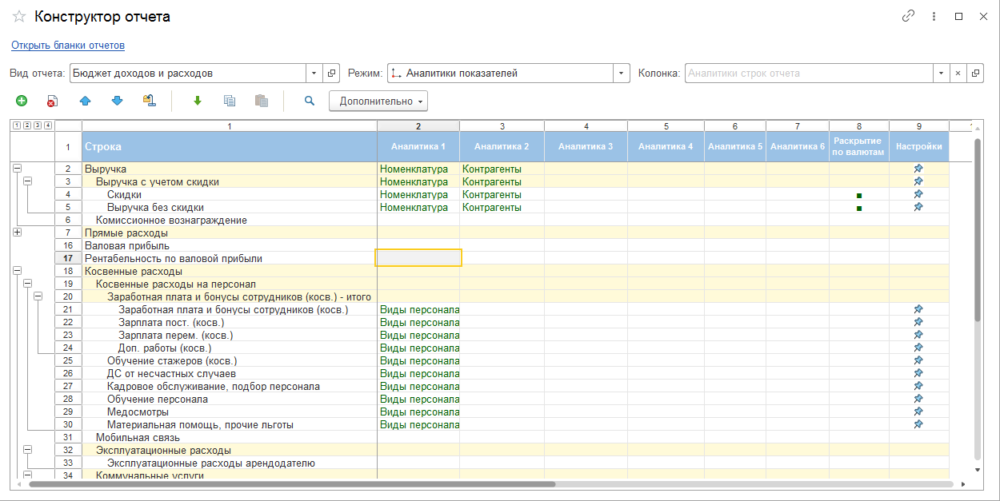 Конструктор отчета
Открыть бланки отчетов
Вид отчета: Бюджет доходов и расходов Режим: Аналитики показателей Колонка: Аналитики строк отчета
Дополнительно
1 2 3 4 1 2 3 4 5 6 7 8 9
1 Строка Аналитика 1 Аналитика 2 Аналитика 3 Аналитика 4 Аналитика 5 Аналитика 6 Раскрытие по валютам Настройки
2 Выручка Номенклатура Контрагенты
3 Выручка с учетом скидки Номенклатура Контрагенты
4 Скидки Номенклатура Контрагенты
5 Выручка без скидки Номенклатура Контрагенты
6 Комиссионное вознаграждение
7 Прямые расходы
16 Валовая прибыль
17 Рентабельность по валовой прибыли
18 Косвенные расходы
19 Косвенные расходы на персонал
20 Заработная плата и бонусы сотрудников (косв.) - итого
21 Заработная плата и бонусы сотрудников (косв.) Виды персонала
22 Зарплата пост. (косв.) Виды персонала
23 Зарплата перем. (косв.) Виды персонала
24 Доп. работы (косв.) Виды персонала
25 Обучение стажеров (косв.) Виды персонала
26 ДС от несчастных случаев Виды персонала
27 Кадровое обслуживание, подбор персонала Виды персонала
28 Обучение персонала Виды персонала
29 Медосмотры Виды персонала
30 Материальная помощь, прочие льготы Виды персонала
31 Мобильная связь
32 Эксплуатационные расходы
33 Эксплуатационные расходы арендодателю
34 Коммунальные услуги